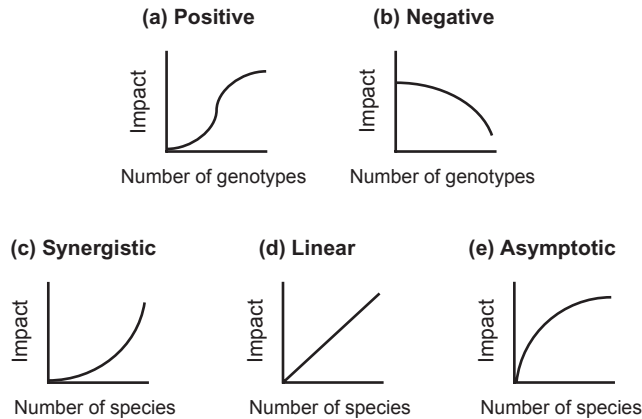 (a) Positive
(b) Negative
Impact
Impact
Number of genotypes
Number of genotypes
(c) Synergistic
(d) Linear
(e) Asymptotic
Impact
Impact
Impact
Number of species
Number of species
Number of species